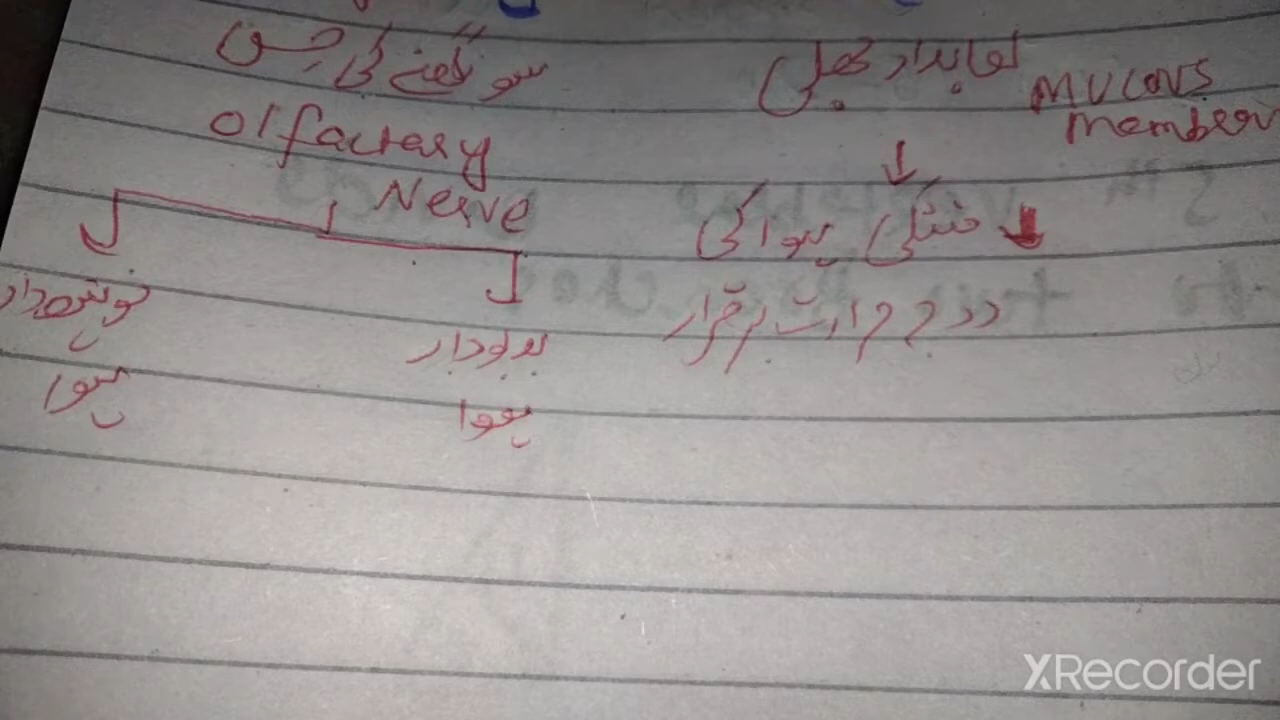 لعابدار جھلی
MUCOUS
Member
↓
خشکی ہوا کی
درجہ حرارت برقرار
سونگھنے کی حس
Olfactory
Nerve
خوشبودار
ہوا
بدبودار
ہوا
XRecorder